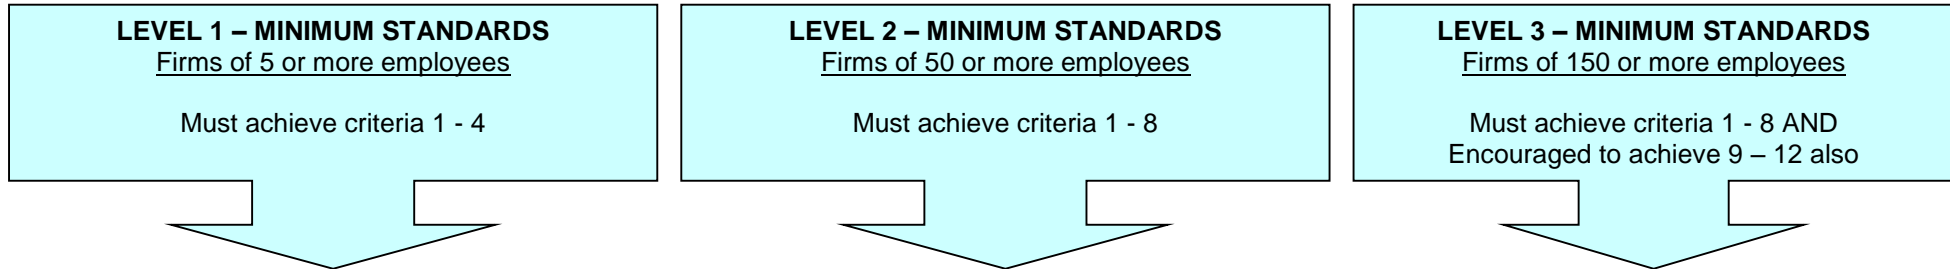 LEVEL 1 – MINIMUM STANDARDS
Firms of 5 or more employees
Must achieve criteria 1 - 4
LEVEL 2 – MINIMUM STANDARDS
Firms of 50 or more employees
Must achieve criteria 1 - 8
LEVEL 3 – MINIMUM STANDARDS
Firms of 150 or more employees
Must achieve criteria 1 - 8 AND
Encouraged to achieve 9 – 12 also